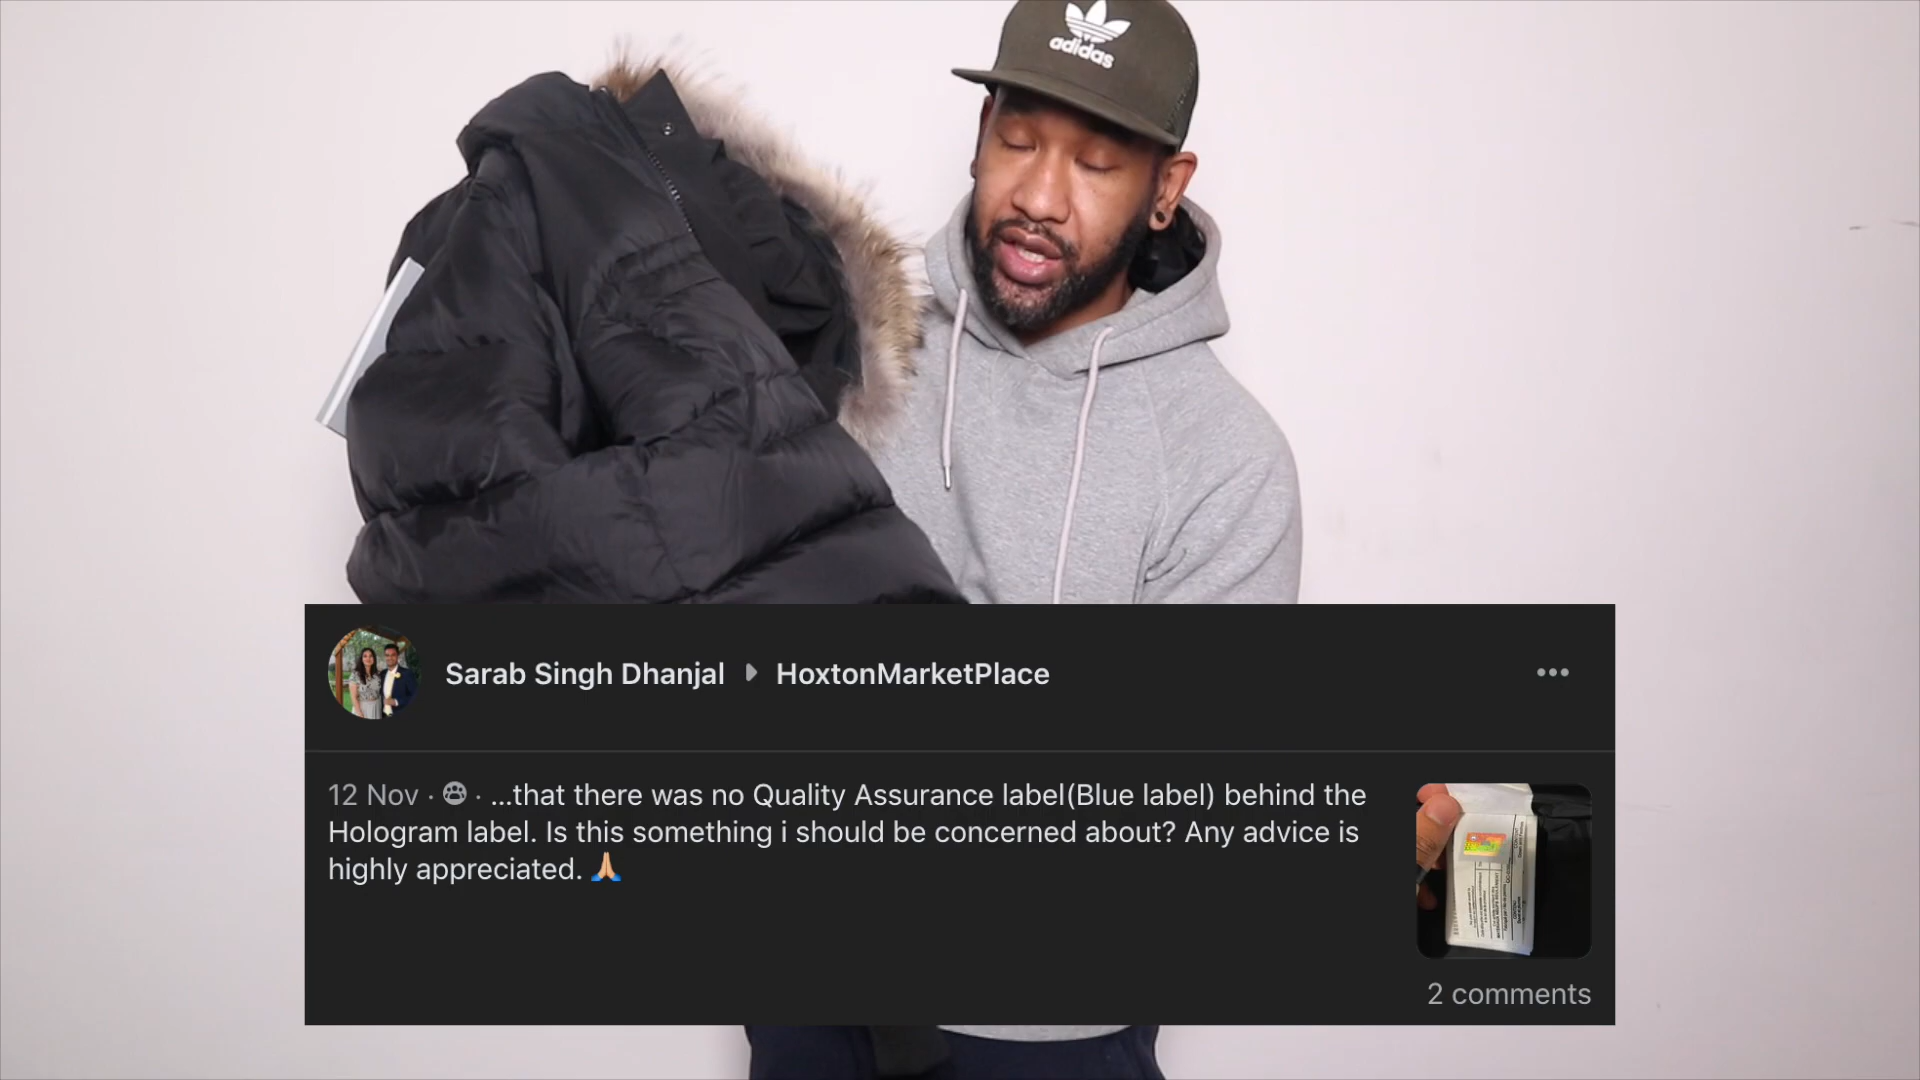 adidas
Sarab Singh Dhanjal HoxtonMarketPlace
12 Nov · · ...that there was no Quality Assurance label(Blue label) behind the
Hologram label. Is this something i should be concerned about? Any advice is
highly appreciated. 🙏
2 comments